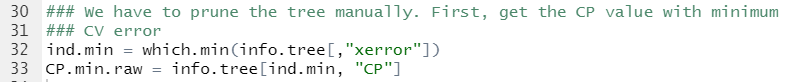 30 ### We have to prune the tree manually. First, get the CP value with minimum
31 ### CV error
32 ind.min = which.min(info.tree[,"xerror"])
33 CP.min.raw = info.tree[ind.min, "CP"]